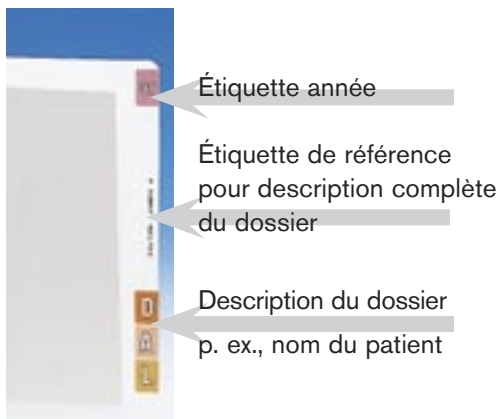 Étiquette année
Étiquette de référence
pour description complète
du dossier
D
A
L
Description du dossier
p. ex., nom du patient